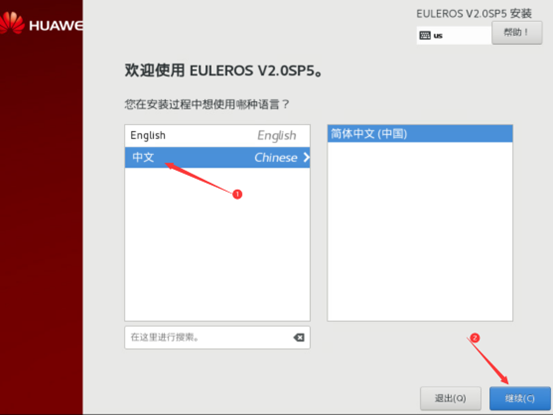 HUAWE
EULEROS V2.0SP5 安装
us
帮助！
欢迎使用 EULEROS V2.0SP5。
您在安装过程中想使用哪种语言？
English English
中文 Chinese
简体中文 (中国)
1
在这里进行搜索。
2
退出(Q)
继续(C)